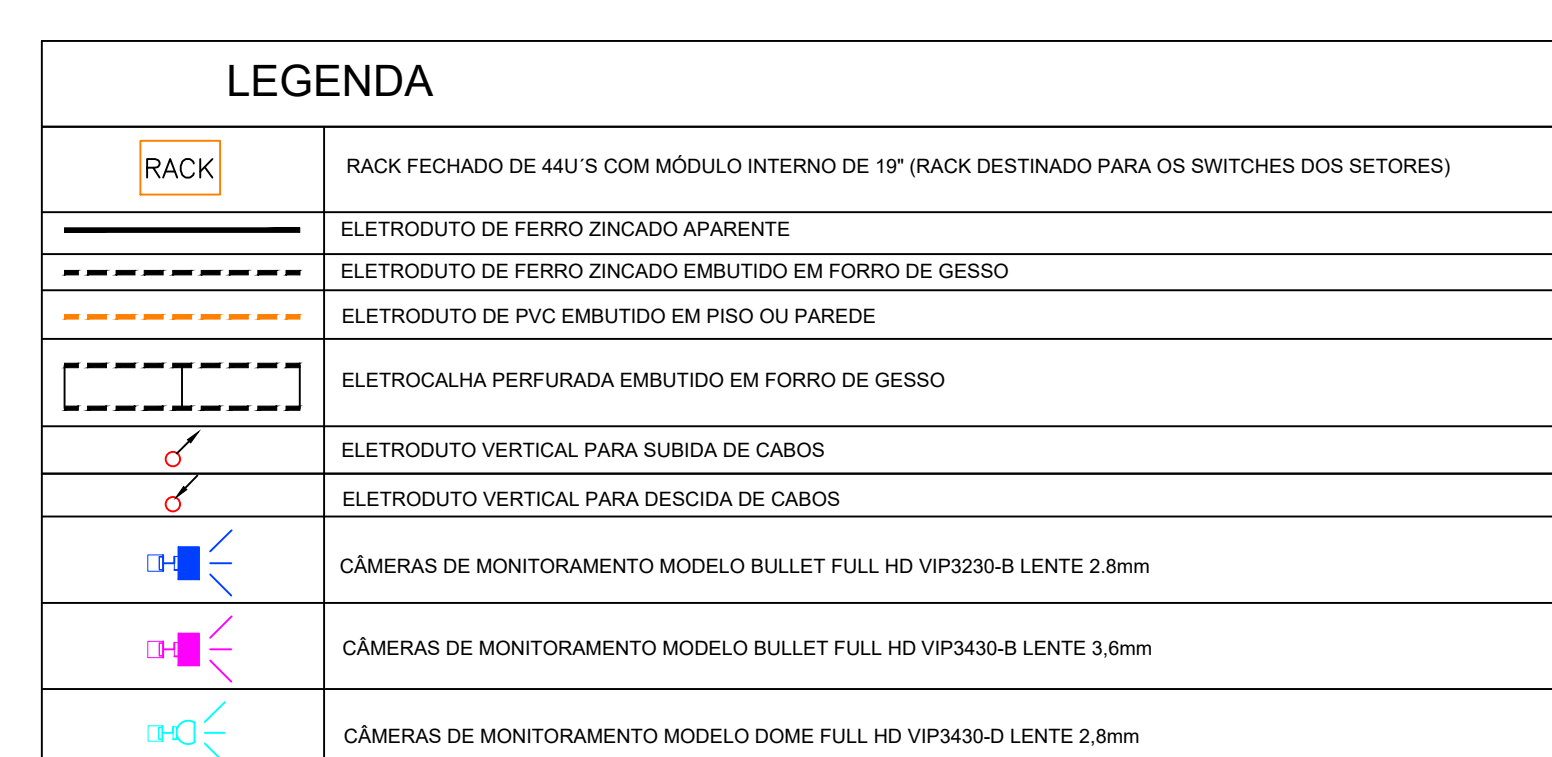 LEGENDA
RACK
RACK FECHADO DE 44U´S COM MÓDULO INTERNO DE 19" (RACK DESTINADO PARA OS SWITCHES DOS SETORES)
ELETRODUTO DE FERRO ZINCADO APARENTE
ELETRODUTO DE FERRO ZINCADO EMBUTIDO EM FORRO DE GESSO
ELETRODUTO DE PVC EMBUTIDO EM PISO OU PAREDE
ELETROCALHA PERFURADA EMBUTIDO EM FORRO DE GESSO
ELETRODUTO VERTICAL PARA SUBIDA DE CABOS
ELETRODUTO VERTICAL PARA DESCIDA DE CABOS
CÂMERAS DE MONITORAMENTO MODELO BULLET FULL HD VIP3230-B LENTE 2.8mm
CÂMERAS DE MONITORAMENTO MODELO BULLET FULL HD VIP3430-B LENTE 3,6mm
CÂMERAS DE MONITORAMENTO MODELO DOME FULL HD VIP3430-D LENTE 2,8mm